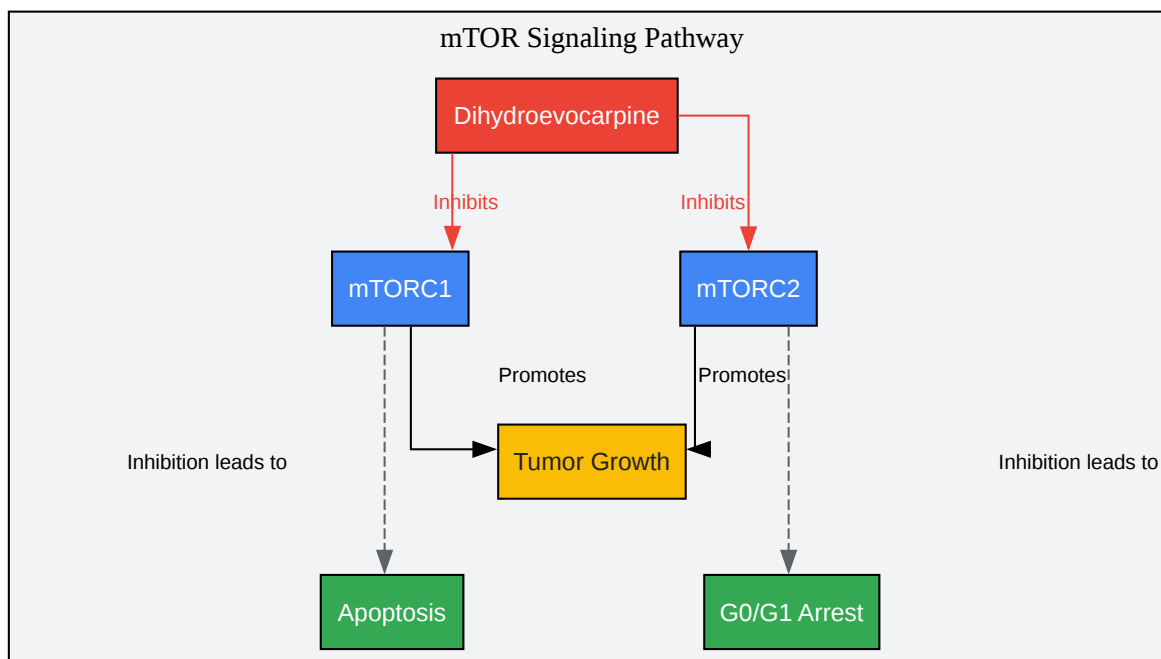 mTOR Signaling Pathway
Dihydroevocarpine
Inhibits
Inhibits
mTORC1
mTORC2
Promotes
Promotes
Inhibition leads to
Tumor Growth
Inhibition leads to
Apoptosis
G0/G1 Arrest